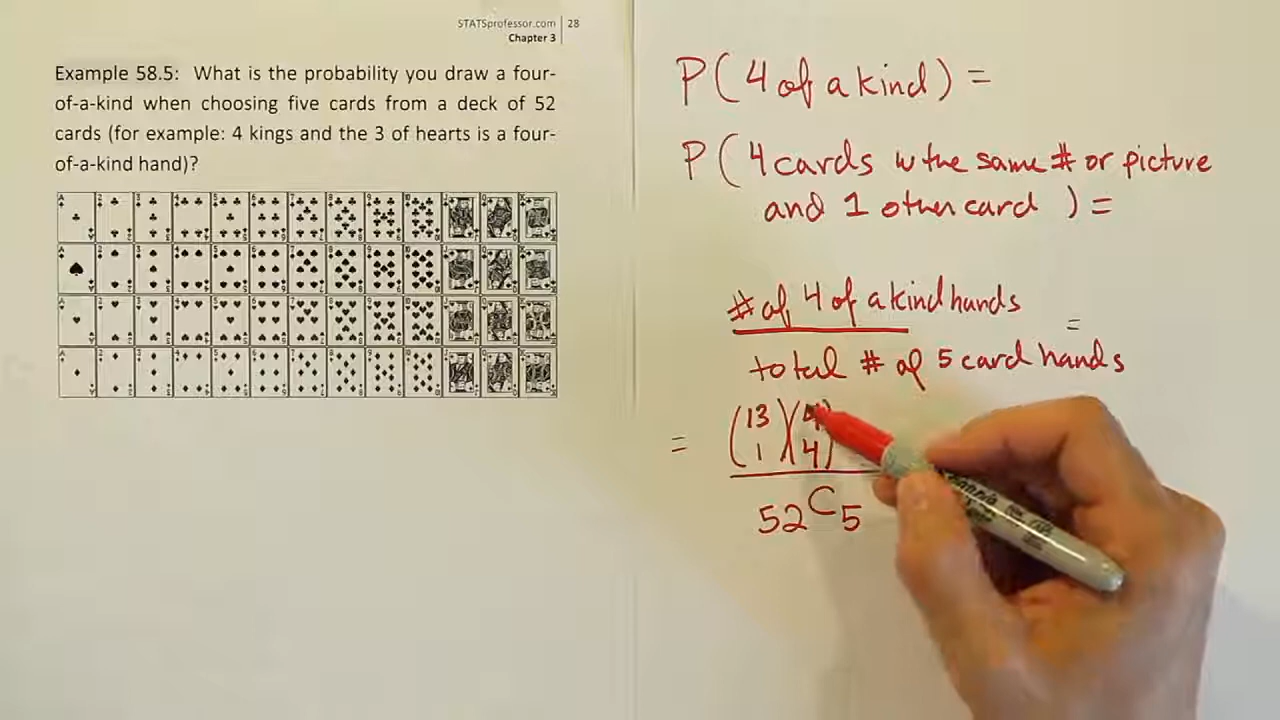 STATSprofessor.com | 28
Chapter 3
Example 58.5: What is the probability you draw a four-
of-a-kind when choosing five cards from a deck of 52
cards (for example: 4 kings and the 3 of hearts is a four-
of-a-kind hand)?
P(4 of a kind) =
P(4 cards w the same # or picture
and 1 other card) =
# of 4 of a kind hands
=
total # of 5 card hands
= (13 1)(4 4)
52C5